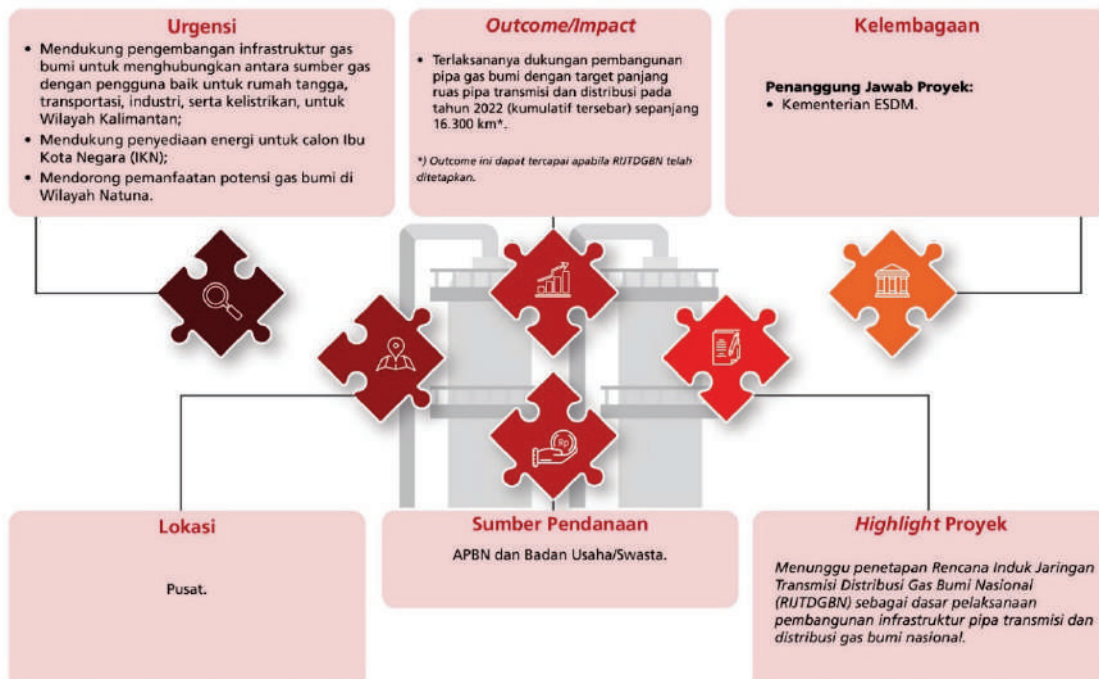 Urgensi
• Mendukung pengembangan infrastruktur gas
bumi untuk menghubungkan antara sumber gas
dengan pengguna baik untuk rumah tangga,
transportasi, industri, serta kelistrikan, untuk
Wilayah Kalimantan;
• Mendukung penyediaan energi untuk calon Ibu
Kota Negara (IKN);
• Mendorong pemanfaatan potensi gas bumi di
Wilayah Natuna.
Outcome/Impact
• Terlaksananya dukungan pembangunan
pipa gas bumi dengan target panjang
ruas pipa transmisi dan distribusi pada
tahun 2022 (kumulatif tersebar) sepanjang
16.300 km*.
*) Outcome ini dapat tercapai apabila RIJTDGBN telah
ditetapkan.
Kelembagaan
Penanggung Jawab Proyek:
• Kementerian ESDM.
Rp
Lokasi
Pusat.
Sumber Pendanaan
APBN dan Badan Usaha/Swasta.
Highlight Proyek
Menunggu penetapan Rencana Induk Jaringan
Transmisi Distribusi Gas Bumi Nasional
(RIJTDGBN) sebagai dasar pelaksanaan
pembangunan infrastruktur pipa transmisi dan
distribusi gas bumi nasional.